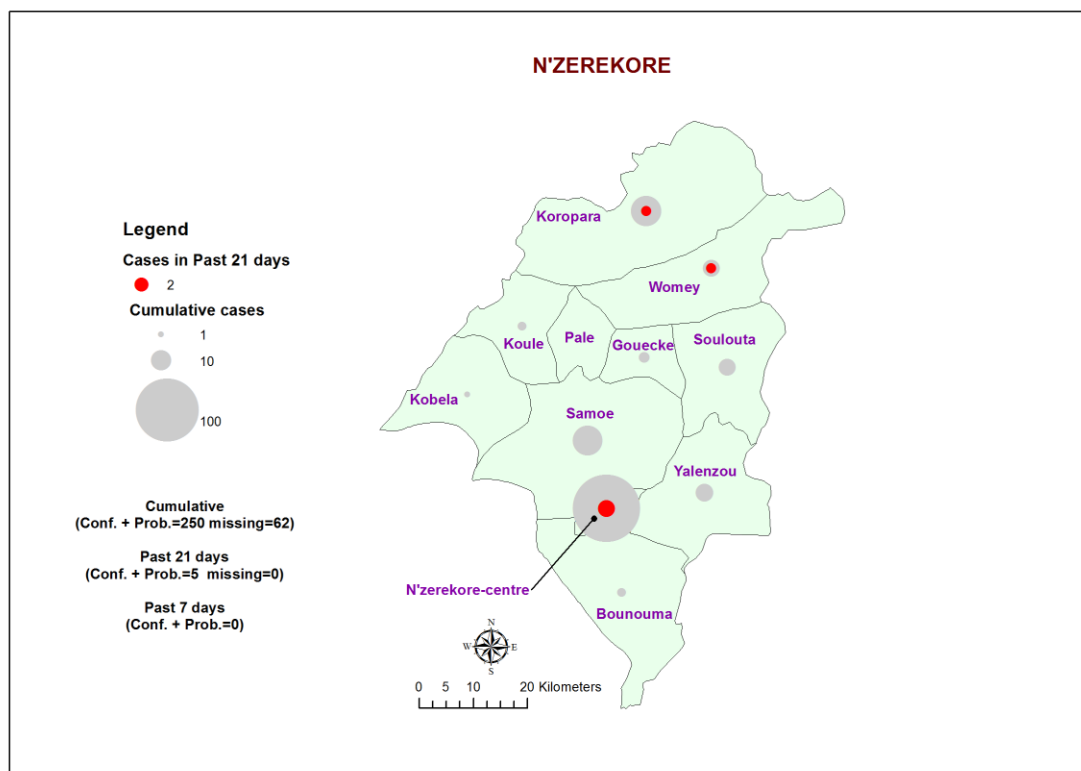 N'ZEREKORE
Legend
Cases in Past 21 days
2
Cumulative cases
1
10
100
Cumulative
(Conf. + Prob.=250 missing=62)
Past 21 days
(Conf. + Prob.=5  missing=0)
Past 7 days
(Conf. + Prob.=0)
Koropara
Womey
Koule
Pale
Gouecke
Soulouta
Kobela
Samoe
Yalenzou
N'zerekore-centre
Bounouma
N
W
E
S
0 5 10 20 Kilometers